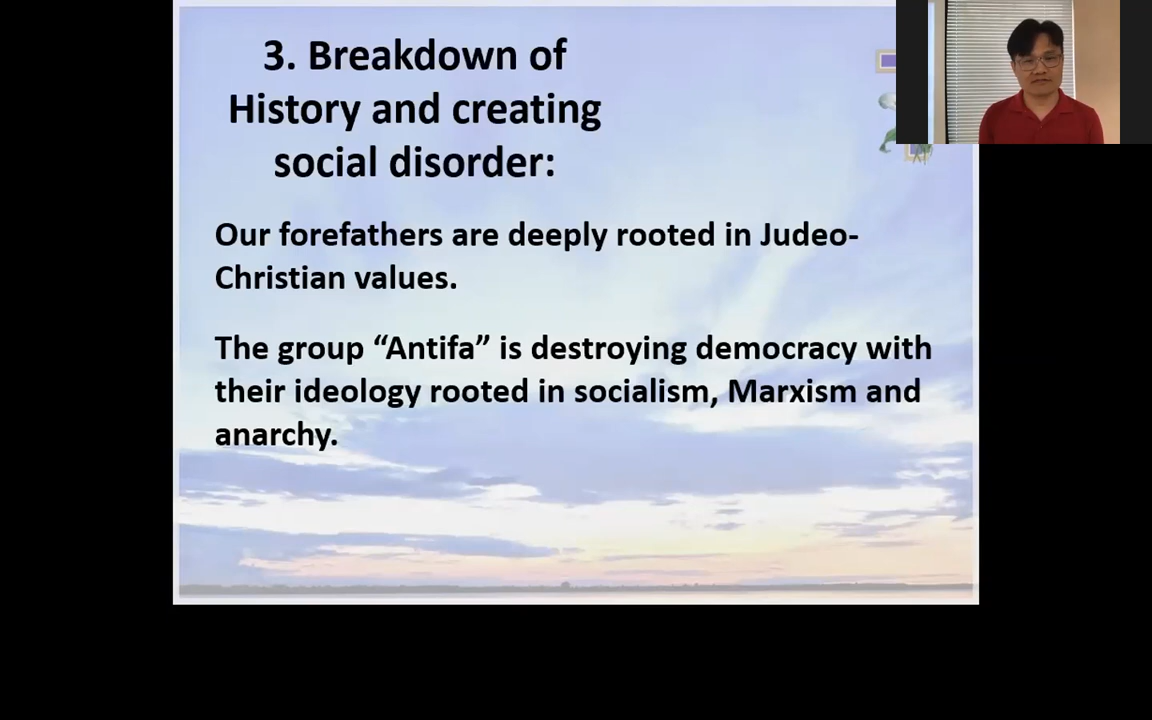 3. Breakdown of
History and creating
social disorder:
Our forefathers are deeply rooted in Judeo-
Christian values.
The group “Antifa” is destroying democracy with
their ideology rooted in socialism, Marxism and
anarchy.